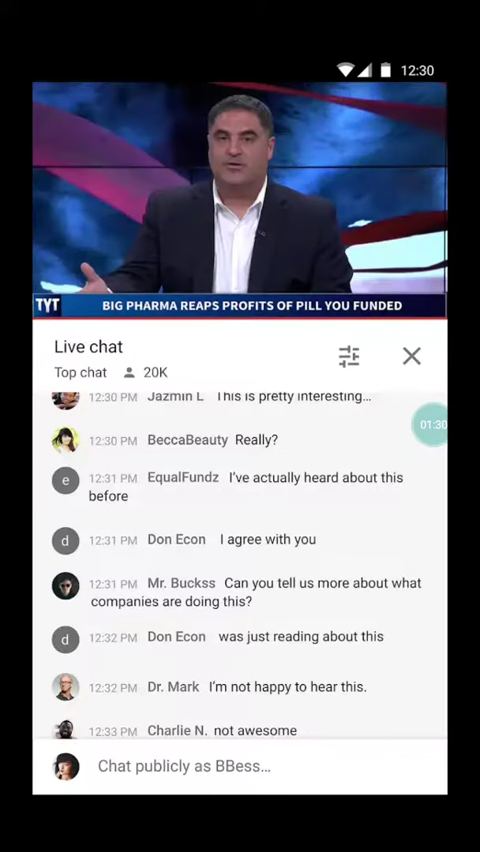 12:30
TYT BIG PHARMA REAPS PROFITS OF PILL YOU FUNDED
Live chat
Top chat 20K
12:30 PM Jazmin L This is pretty interesting...
01:30
12:30 PM BeccaBeauty Really?
e 12:31 PM EqualFundz I've actually heard about this
before
d 12:31 PM Don Econ I agree with you
12:31 PM Mr. Buckss Can you tell us more about what
companies are doing this?
d 12:32 PM Don Econ was just reading about this
12:32 PM Dr. Mark I'm not happy to hear this.
12:33 PM Charlie N. not awesome
Chat publicly as BBess...